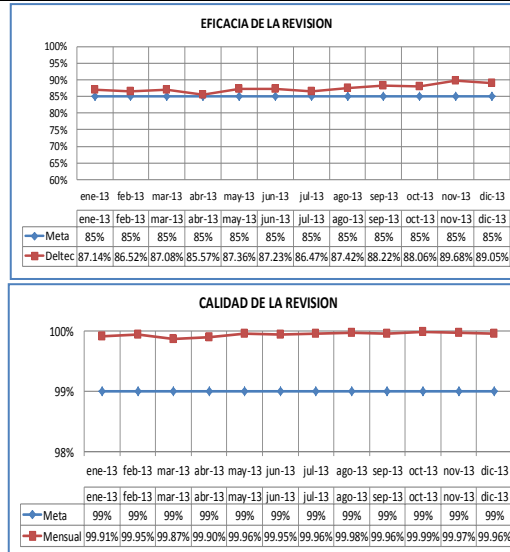 EFICACIA DE LA REVISION
100%
95%
90%
85%
80%
75%
70%
65%
60%
ene-13 feb-13 mar-13 abr-13 may-13 jun-13 jul-13 ago-13 sep-13 oct-13 nov-13 dic-13
ene-13 feb-13 mar-13 abr-13 may-13 jun-13 jul-13 ago-13 sep-13 oct-13 nov-13 dic-13
Meta 85% 85% 85% 85% 85% 85% 85% 85% 85% 85% 85% 85%
Deltec 87.14% 86.52% 87.08% 85.57% 87.36% 87.23% 86.47% 87.42% 88.22% 88.06% 89.68% 89.05%
CALIDAD DE LA REVISION
100%
99%
98%
ene-13 feb-13 mar-13 abr-13 may-13 jun-13 jul-13 ago-13 sep-13 oct-13 nov-13 dic-13
ene-13 feb-13 mar-13 abr-13 may-13 jun-13 jul-13 ago-13 sep-13 oct-13 nov-13 dic-13
Meta 99% 99% 99% 99% 99% 99% 99% 99% 99% 99% 99% 99%
Mensual 99.91% 99.95% 99.87% 99.90% 99.96% 99.95% 99.96% 99.98% 99.96% 99.99% 99.97% 99.96%